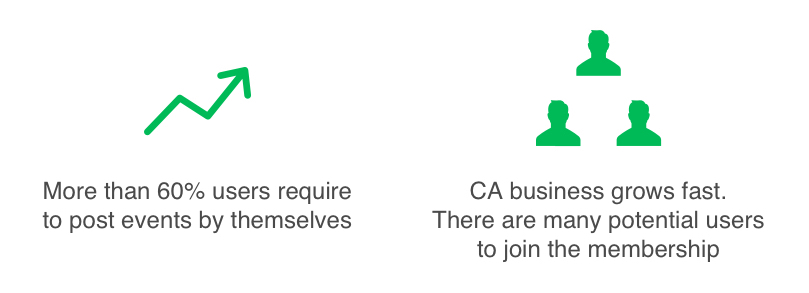 More than 60% users require
to post events by themselves
CA business grows fast.
There are many potential users
to join the membership